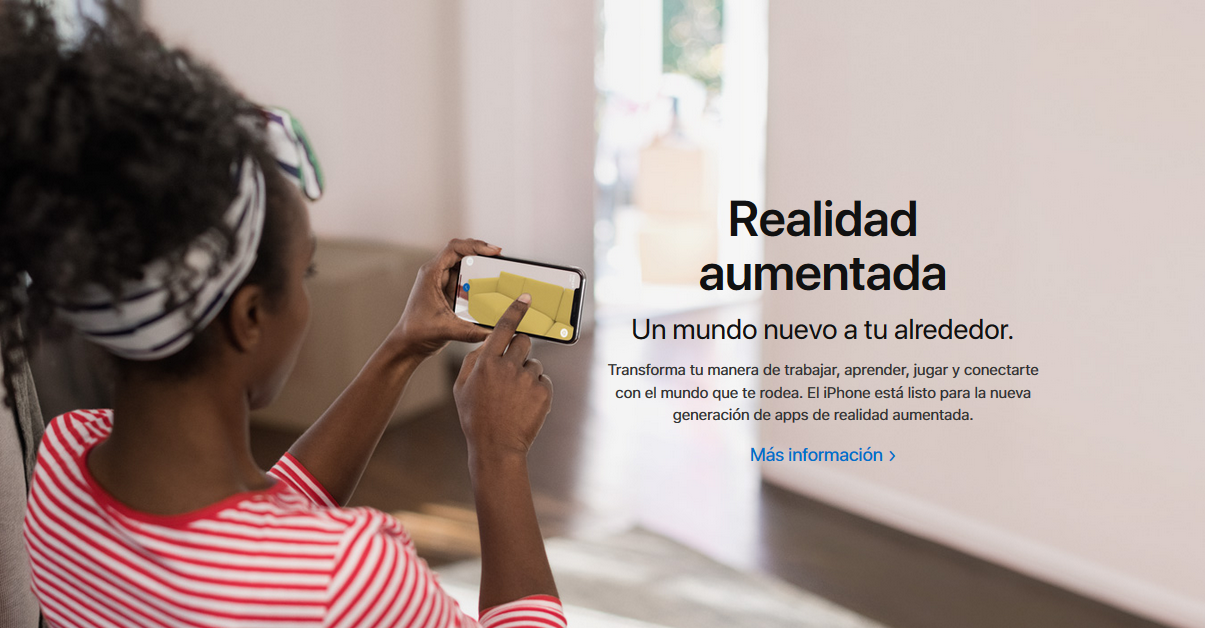 Realidad
aumentada
Un mundo nuevo a tu alrededor.
Transforma tu manera de trabajar, aprender, jugar y conectarte
con el mundo que te rodea. El iPhone está listo para la nueva
generación de apps de realidad aumentada.
Más información >